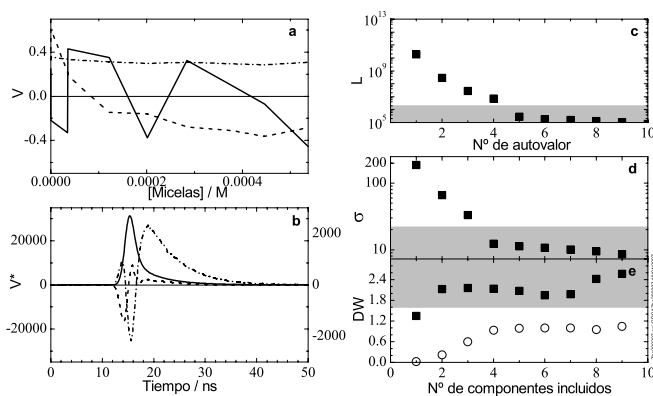 a
0.4
0.0
-0.4
V
0.0000
0.0002
0.0004
[Micelas] / M
b
20000
0
-20000
V*
2000
0
-2000
0
10
20
30
40
50
Tiempo / ns
c
10^13
10^9
10^5
L
0
2
4
6
8
10
Nº de autovalor
d
200
100
10
σ
e
2.4
1.8
1.2
0.6
0.0
DW
0
2
4
6
8
10
Nº de componentes incluidos